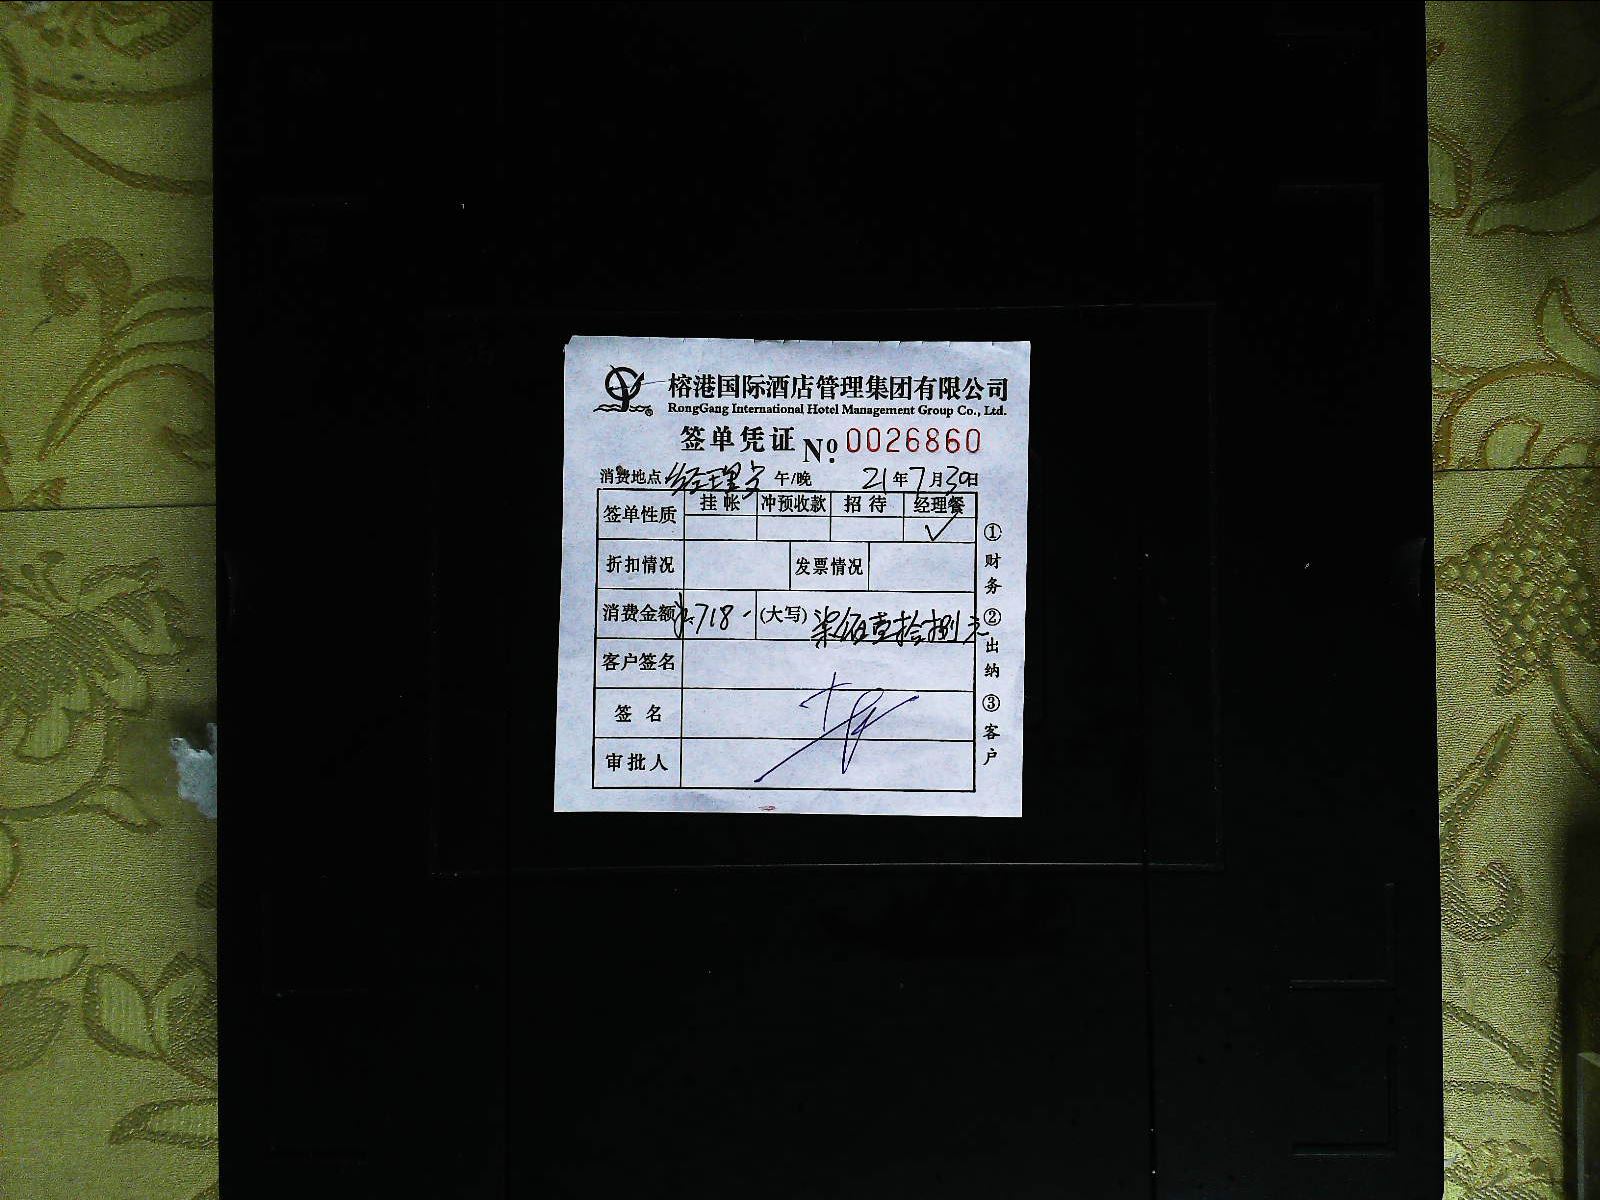 榕港国际酒店管理集团有限公司
RongGang International Hotel Management Group Co., Ltd.
签单凭证 Nº: 0026860
消费地点 经理 午/晚 21年7月30日
签单性质 挂帐 冲预收款 招待 经理餐
✓
折扣情况 发票情况
消费金额 718- (大写) 柒佰壹拾捌元
客户签名
签名
审批人
①财务 ②出纳 ③客户